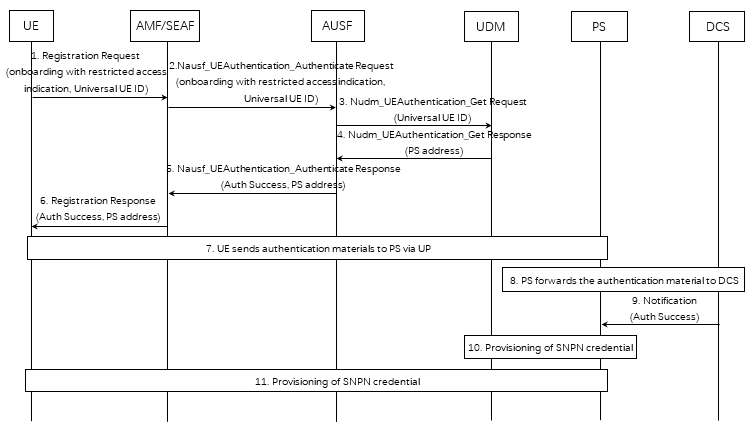 UE
AMF/SEAF
AUSF
UDM
PS
DCS
1. Registration Request
(onboarding with restricted access
indication, Universal UE ID)
2.Nausf_UEAuthentication_Authenticate Request
(onboarding with restricted access indication,
Universal UE ID)
3. Nudm_UEAuthentication_Get Request
(Universal UE ID)
4. Nudm_UEAuthentication_Get Response
(PS address)
5. Nausf_UEAuthentication_Authenticate Response
(Auth Success, PS address)
6. Registration Response
(Auth Success, PS address)
7. UE sends authentication materials to PS via UP
8. PS forwards the authentication material to DCS
9. Notification
(Auth Success)
10. Provisioning of SNPN credential
11. Provisioning of SNPN credential